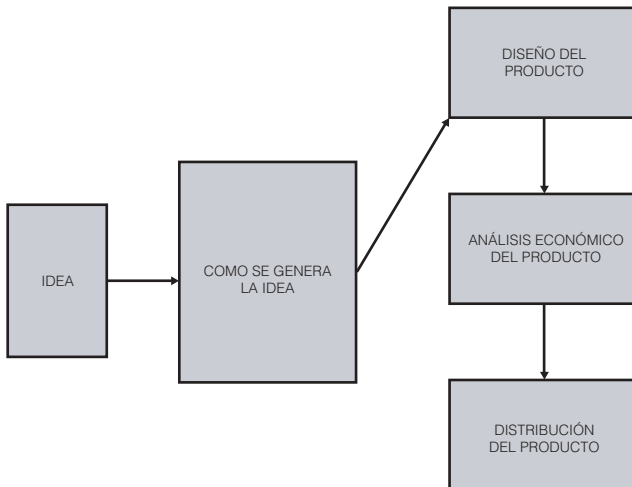 IDEA
COMO SE GENERA
LA IDEA
DISEÑO DEL
PRODUCTO
ANÁLISIS ECONÓMICO
DEL PRODUCTO
DISTRIBUCIÓN
DEL PRODUCTO